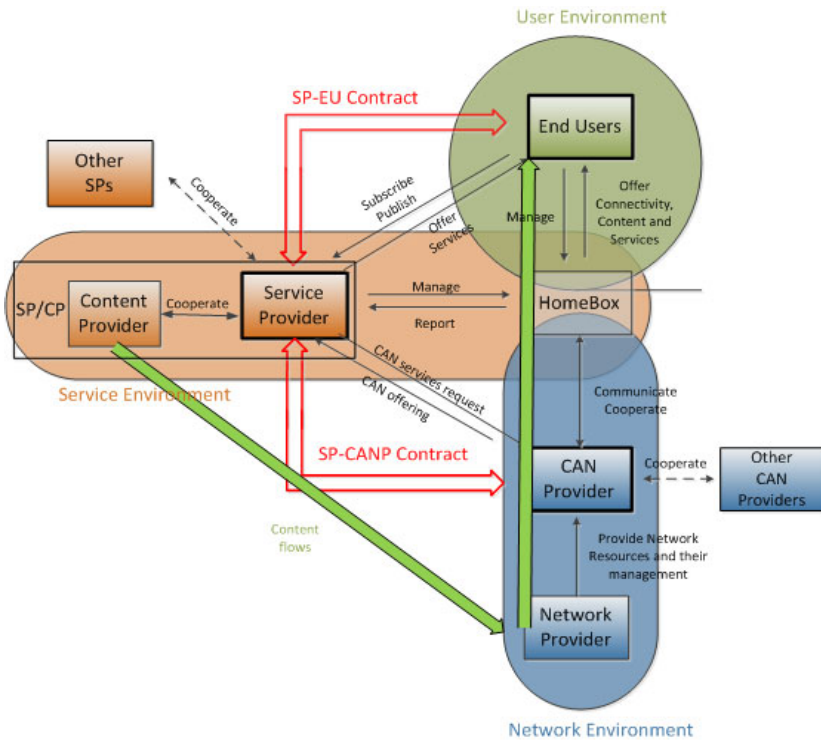 User Environment
SP-EU Contract
End Users
Other
SPs
Cooperate
Subscribe
Publish
Offer
Services
Manage
Offer
Connectivity,
Content and
Services
SP/CP
Content
Provider
Cooperate
Service
Provider
Manage
Report
HomeBox
Service Environment
CAN services request
CAN offering
Communicate
Cooperate
SP-CANP Contract
CAN
Provider
Cooperate
Other
CAN
Providers
Content
flows
Provide Network
Resources and their
management
Network
Provider
Network Environment